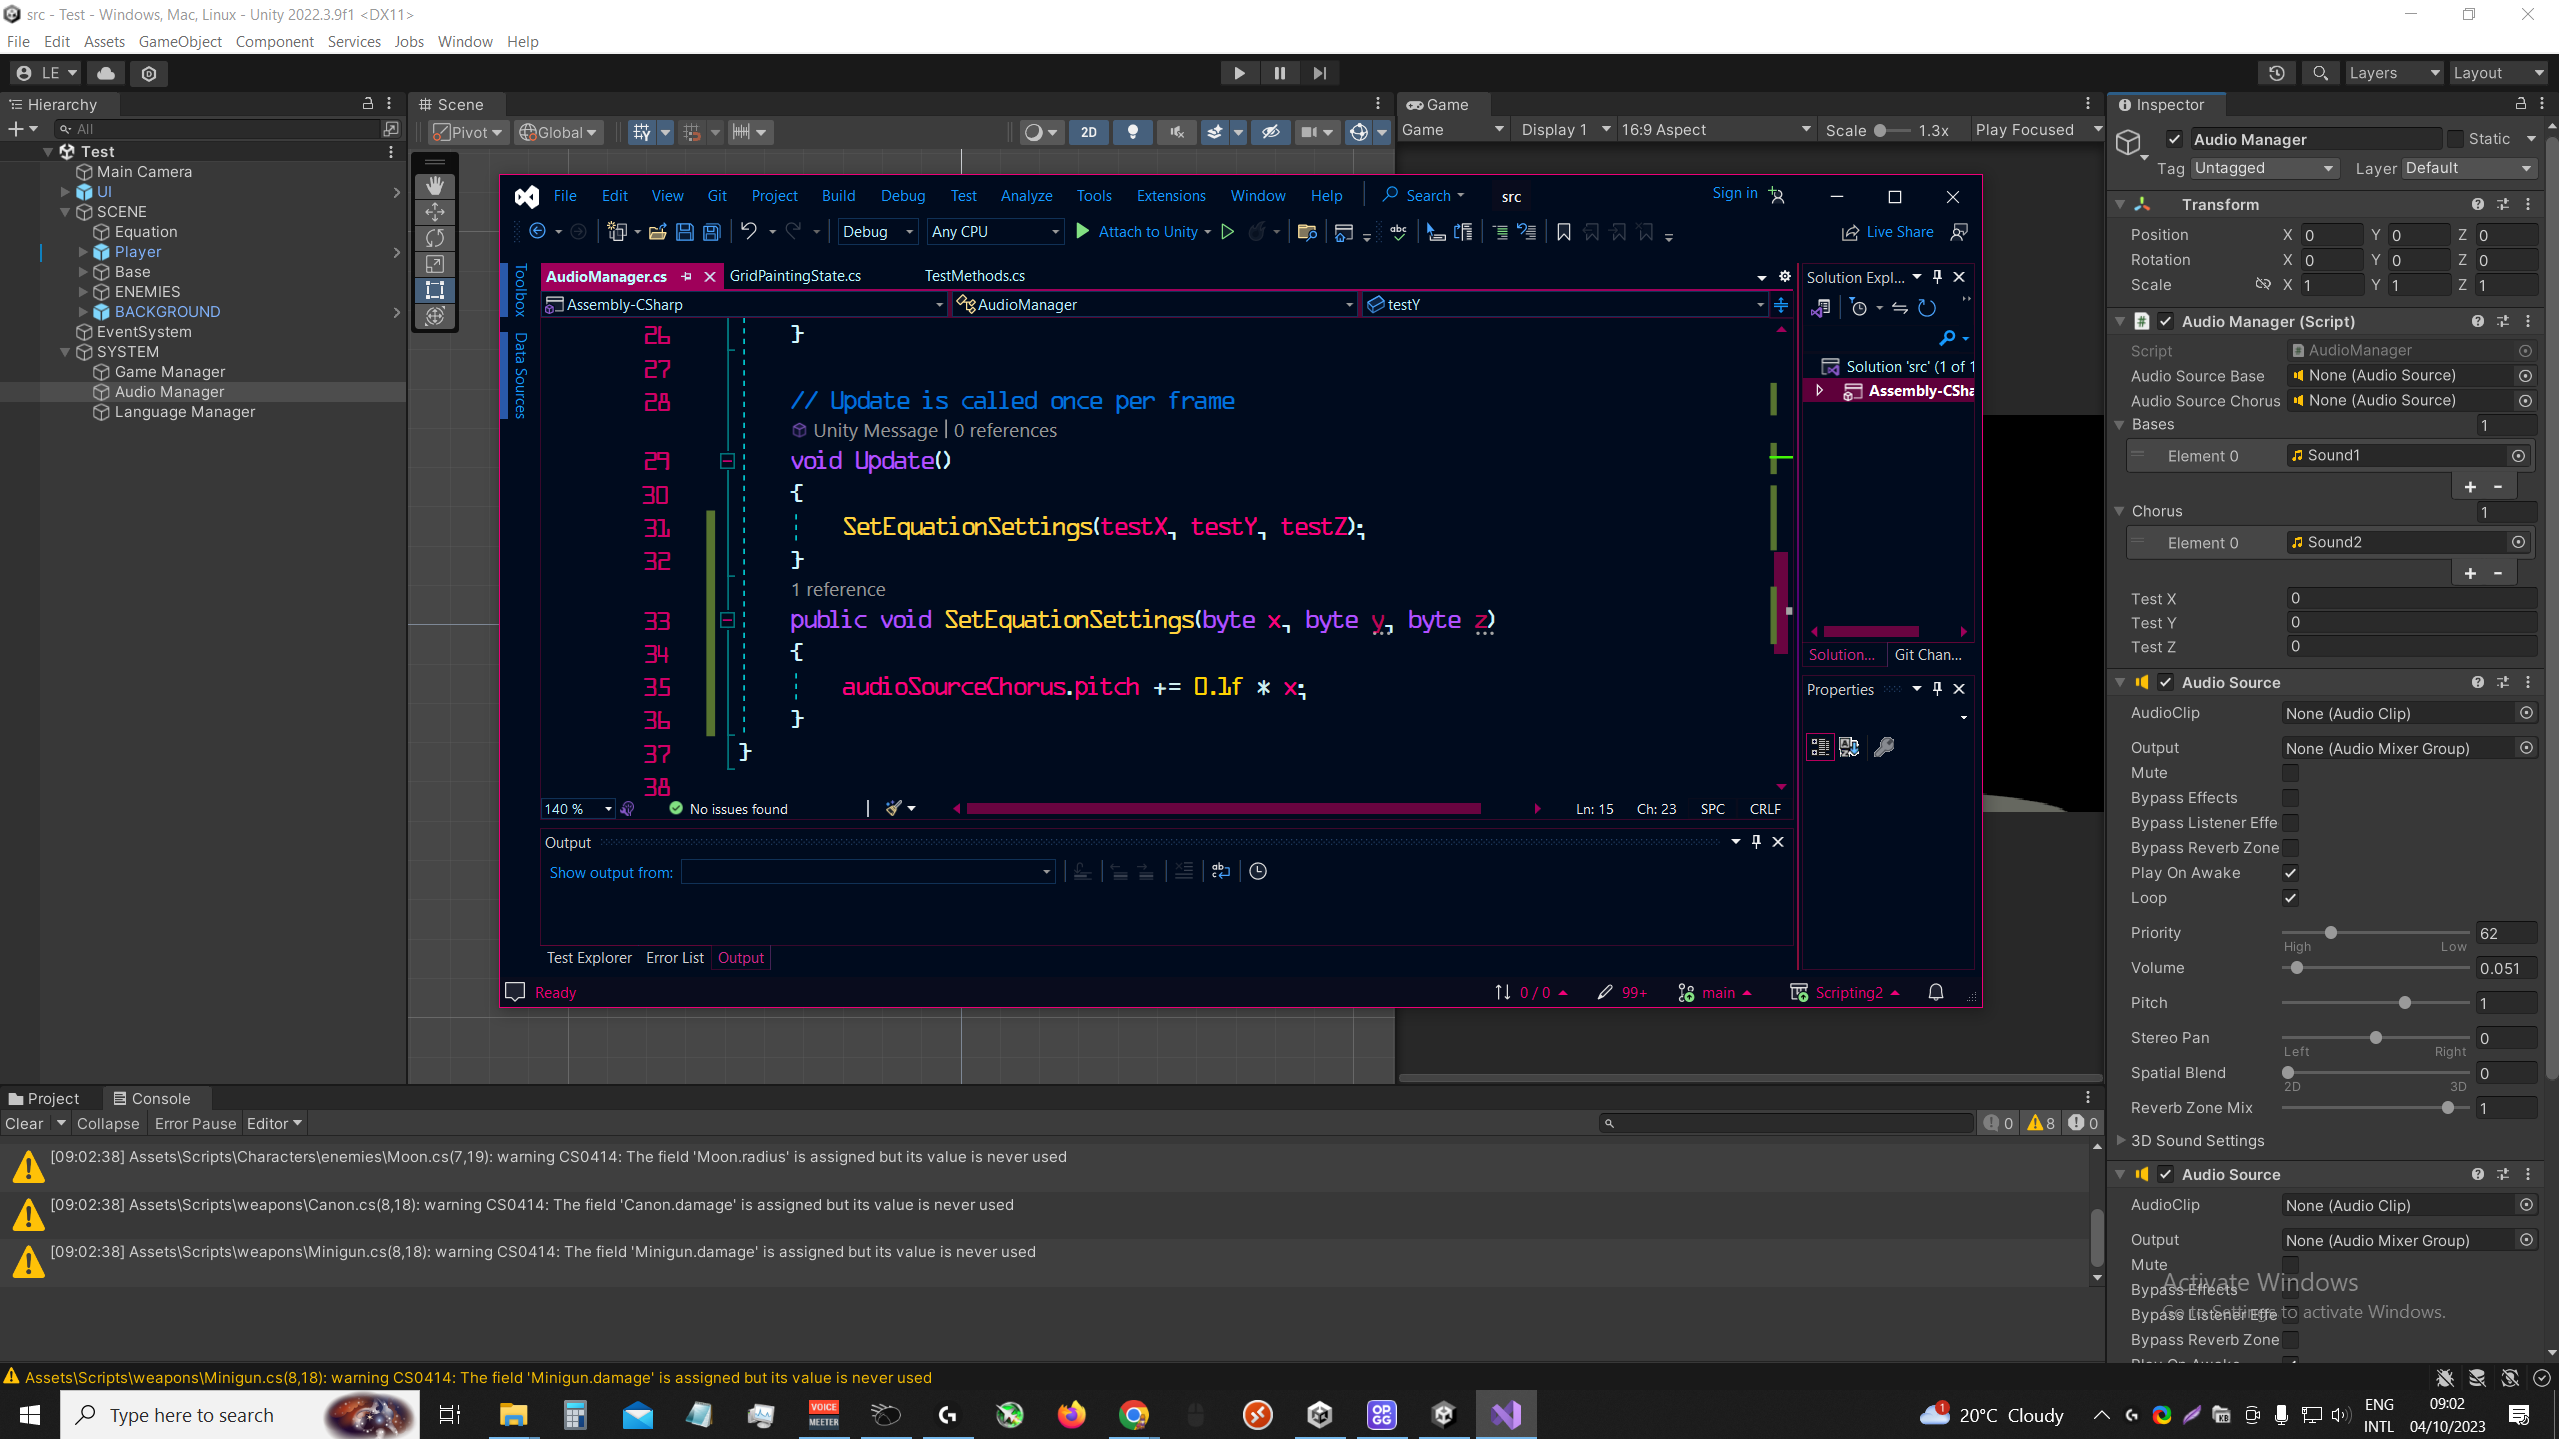 src - Test - Windows, Mac, Linux - Unity 2022.3.9f1 <DX11>
File Edit Assets GameObject Component Services Jobs Window Help
LE Layers Layout
Hierarchy
All
Test
Main Camera
UI
SCENE
Equation
Player
Base
ENEMIES
BACKGROUND
EventSystem
SYSTEM
Game Manager
Audio Manager
Language Manager
Scene
Pivot Global 2D
Game
Game Display 1 16:9 Aspect Scale 1.3x Play Focused
File Edit View Git Project Build Debug Test Analyze Tools Extensions Window Help Search src Sign in
Debug Any CPU Attach to Unity Live Share
Toolbox
Data Sources
AudioManager.cs GridPaintingState.cs TestMethods.cs
Assembly-CSharp AudioManager testY
26 }
27
28 // Update is called once per frame
Unity Message | 0 references
29 void Update()
30 {
31 SetEquationSettings(testX, testY, testZ);
32 }
1 reference
33 public void SetEquationSettings(byte x, byte y, byte z)
34 {
35 audioSourceChorus.pitch += 0.1f * x;
36 }
37 }
38
140 % No issues found Ln: 15 Ch: 23 SPC CRLF
Output
Show output from:
Test Explorer Error List Output
Ready 0 / 0 99+ main Scripting2
Solution Expl...
Solution 'src' (1 of 1
Assembly-CSha
Solution... Git Chan...
Properties
Inspector
Audio Manager Static
Tag Untagged Layer Default
Transform
Position X 0 Y 0 Z 0
Rotation X 0 Y 0 Z 0
Scale X 1 Y 1 Z 1
Audio Manager (Script)
Script AudioManager
Audio Source Base None (Audio Source)
Audio Source Chorus None (Audio Source)
Bases 1
Element 0 Sound1
+ -
Chorus 1
Element 0 Sound2
+ -
Test X 0
Test Y 0
Test Z 0
Audio Source
AudioClip None (Audio Clip)
Output None (Audio Mixer Group)
Mute
Bypass Effects
Bypass Listener Effe
Bypass Reverb Zone
Play On Awake
Loop
Priority 62
High Low
Volume 0.051
Pitch 1
Stereo Pan 0
Left Right
Spatial Blend 0
2D 3D
Reverb Zone Mix 1
3D Sound Settings
Audio Source
AudioClip None (Audio Clip)
Output None (Audio Mixer Group)
Mute
Bypass Effects
Bypass Listener Effe
Bypass Reverb Zone
Play On Awake
Activate Windows
Go to Settings to activate Windows.
Project Console
Clear Collapse Error Pause Editor 0 8 0
[09:02:38] Assets\Scripts\Characters\enemies\Moon.cs(7,19): warning CS0414: The field 'Moon.radius' is assigned but its value is never used
[09:02:38] Assets\Scripts\weapons\Canon.cs(8,18): warning CS0414: The field 'Canon.damage' is assigned but its value is never used
[09:02:38] Assets\Scripts\weapons\Minigun.cs(8,18): warning CS0414: The field 'Minigun.damage' is assigned but its value is never used
Assets\Scripts\weapons\Minigun.cs(8,18): warning CS0414: The field 'Minigun.damage' is assigned but its value is never used
Type here to search
VOICE
MEETER
OP.
GG
1
20°C Cloudy
ENG
INTL
09:02
04/10/2023